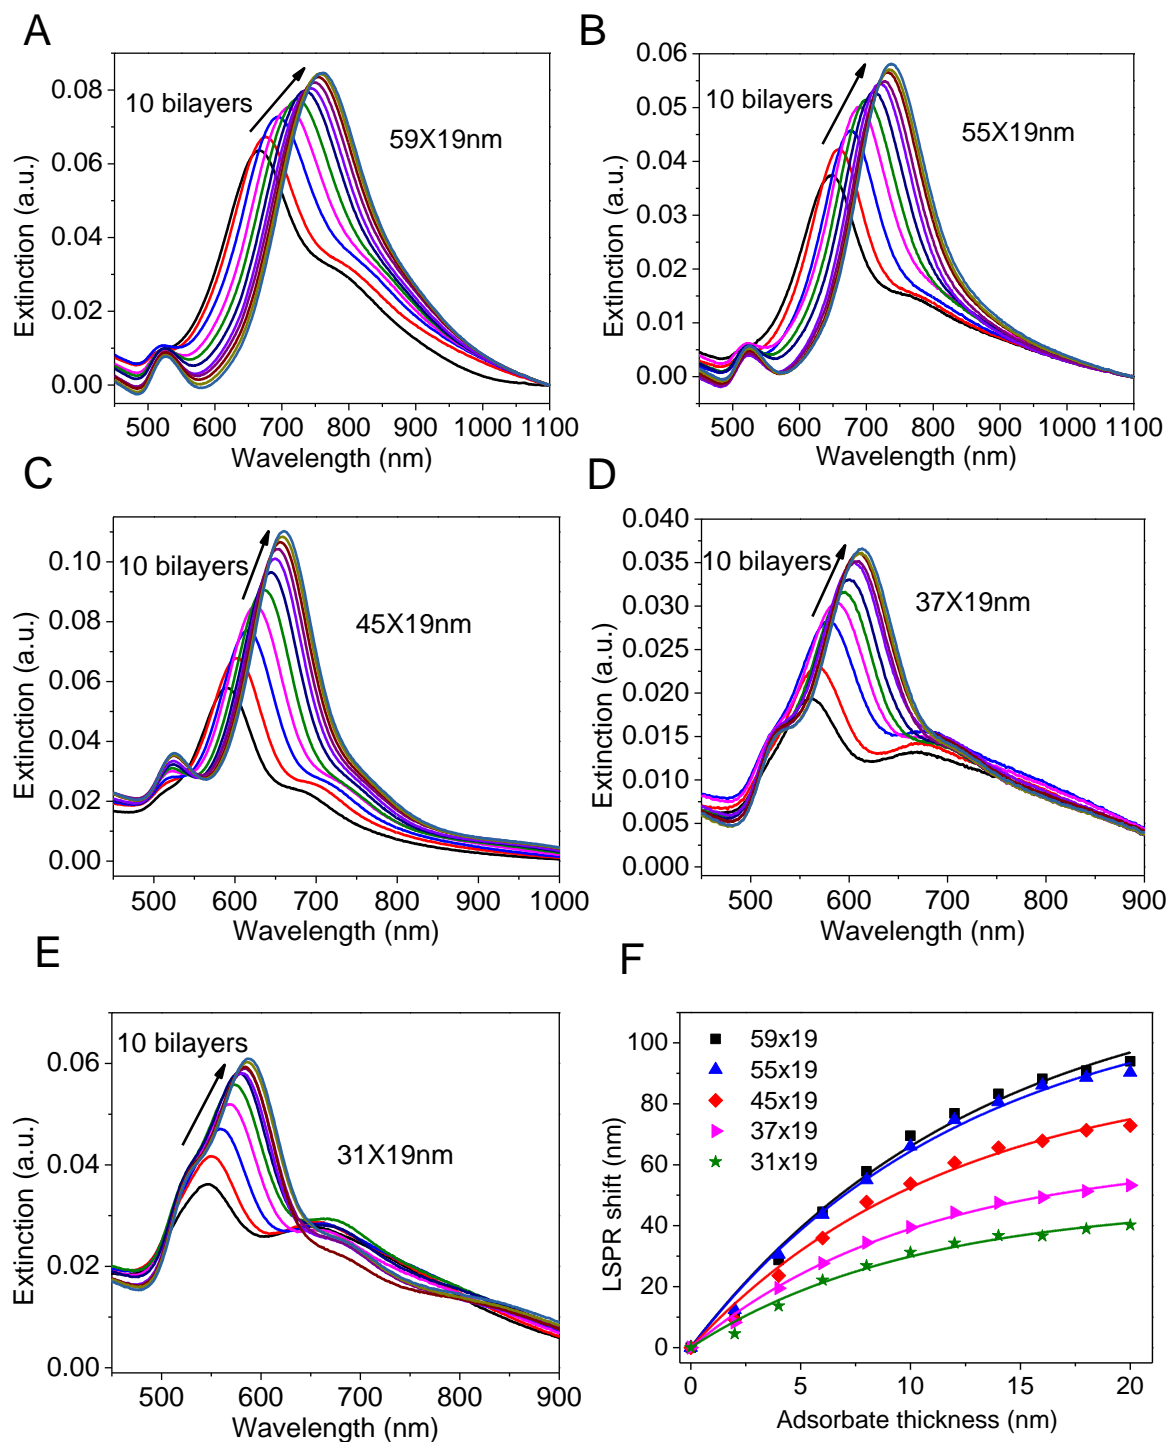 A
10 bilayers
59X19nm
Extinction (a.u.)
0.08
0.06
0.04
0.02
0.00
500 600 700 800 900 1000 1100
Wavelength (nm)
B
10 bilayers
55X19nm
Extinction (a.u.)
0.06
0.05
0.04
0.03
0.02
0.01
0.00
500 600 700 800 900 1000 1100
Wavelength (nm)
C
10 bilayers
45X19nm
Extinction (a.u.)
0.10
0.08
0.06
0.04
0.02
0.00
500 600 700 800 900 1000
Wavelength (nm)
D
10 bilayers
37X19nm
Extinction (a.u.)
0.040
0.035
0.030
0.025
0.020
0.015
0.010
0.005
0.000
500 600 700 800 900
Wavelength (nm)
E
10 bilayers
31X19nm
Extinction (a.u.)
0.06
0.04
0.02
0.00
500 600 700 800 900
Wavelength (nm)
F
59x19
55x19
45x19
37x19
31x19
LSPR shift (nm)
100
80
60
40
20
0
0 5 10 15 20
Adsorbate thickness (nm)